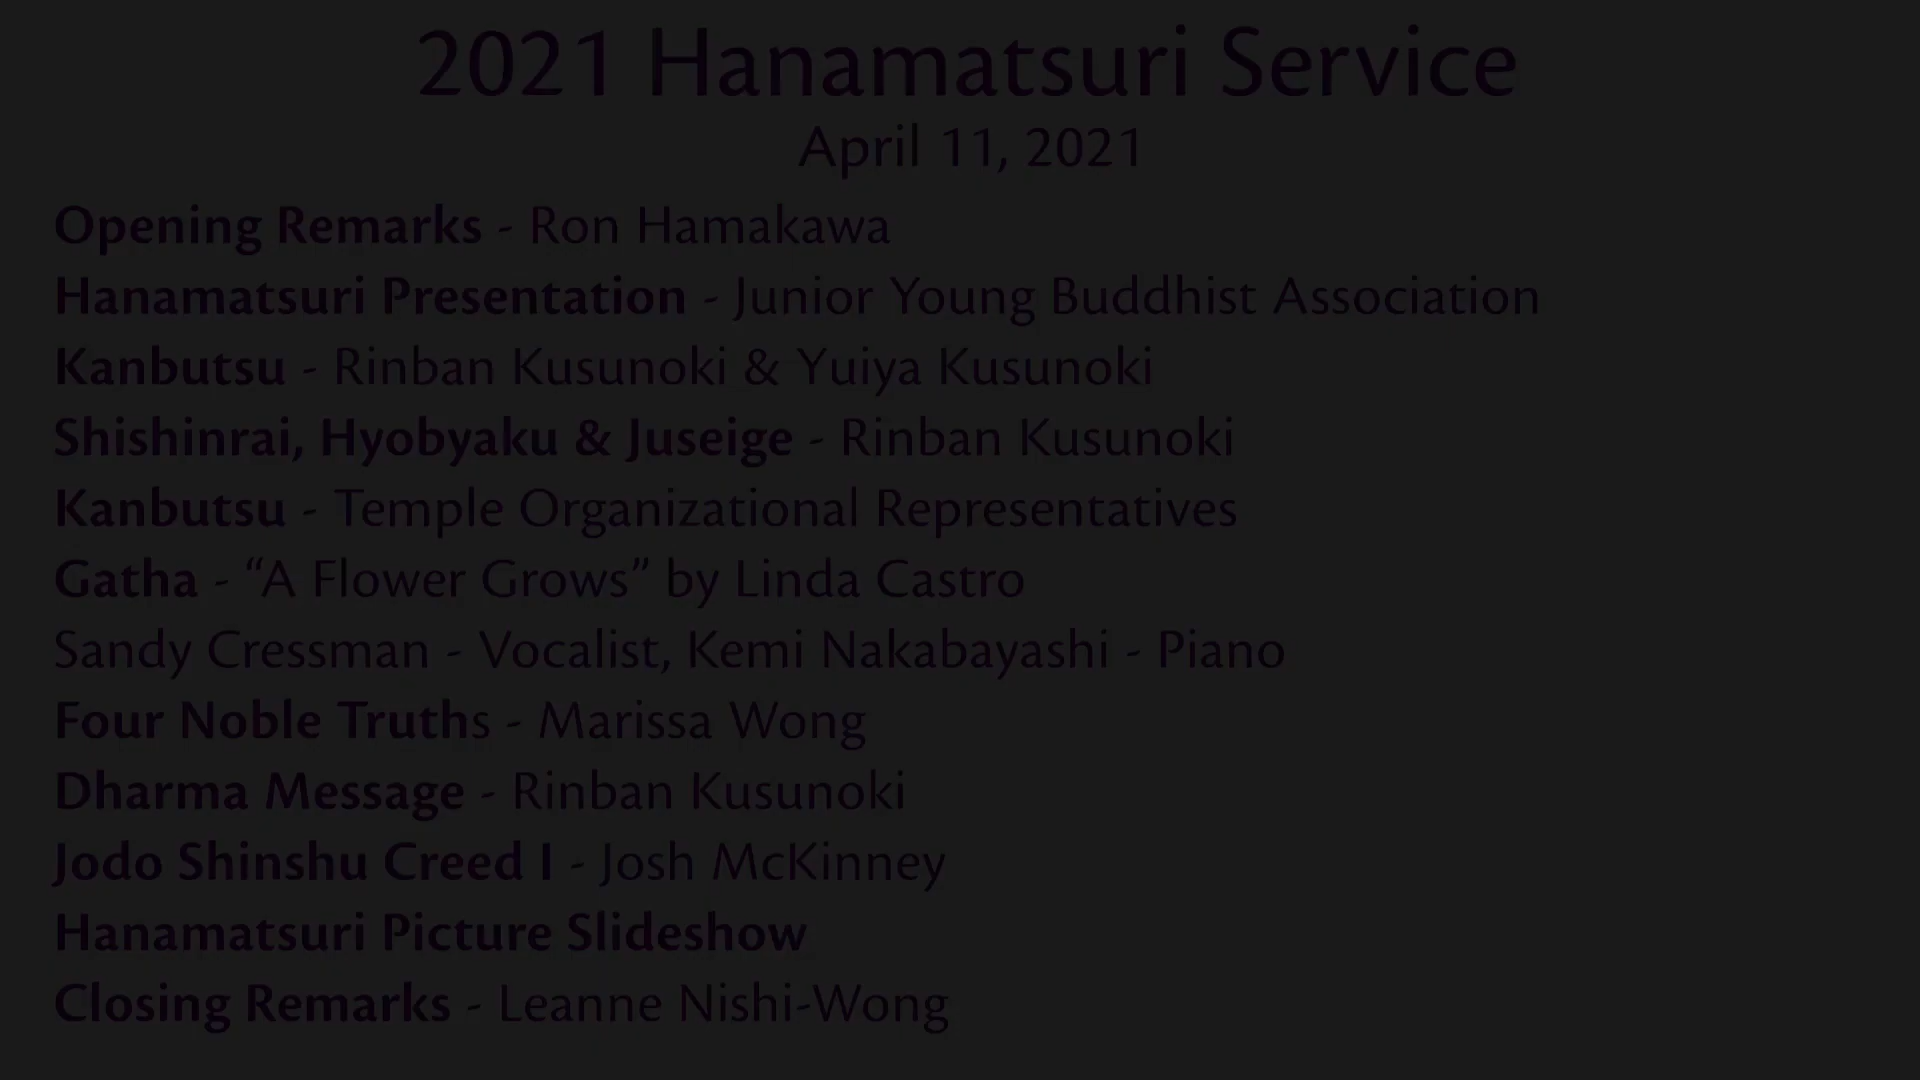 2021 Hanamatsuri Service
April 11, 2021
Opening Remarks - Ron Hamakawa
Hanamatsuri Presentation - Junior Young Buddhist Association
Kanbutsu - Rinban Kusunoki & Yuiya Kusunoki
Shishinrai, Hyobyaku & Juseige - Rinban Kusunoki
Kanbutsu - Temple Organizational Representatives
Gatha - “A Flower Grows” by Linda Castro
Sandy Cressman - Vocalist, Kemi Nakabayashi - Piano
Four Noble Truths - Marissa Wong
Dharma Message - Rinban Kusunoki
Jodo Shinshu Creed I - Josh McKinney
Hanamatsuri Picture Slideshow
Closing Remarks - Leanne Nishi-Wong